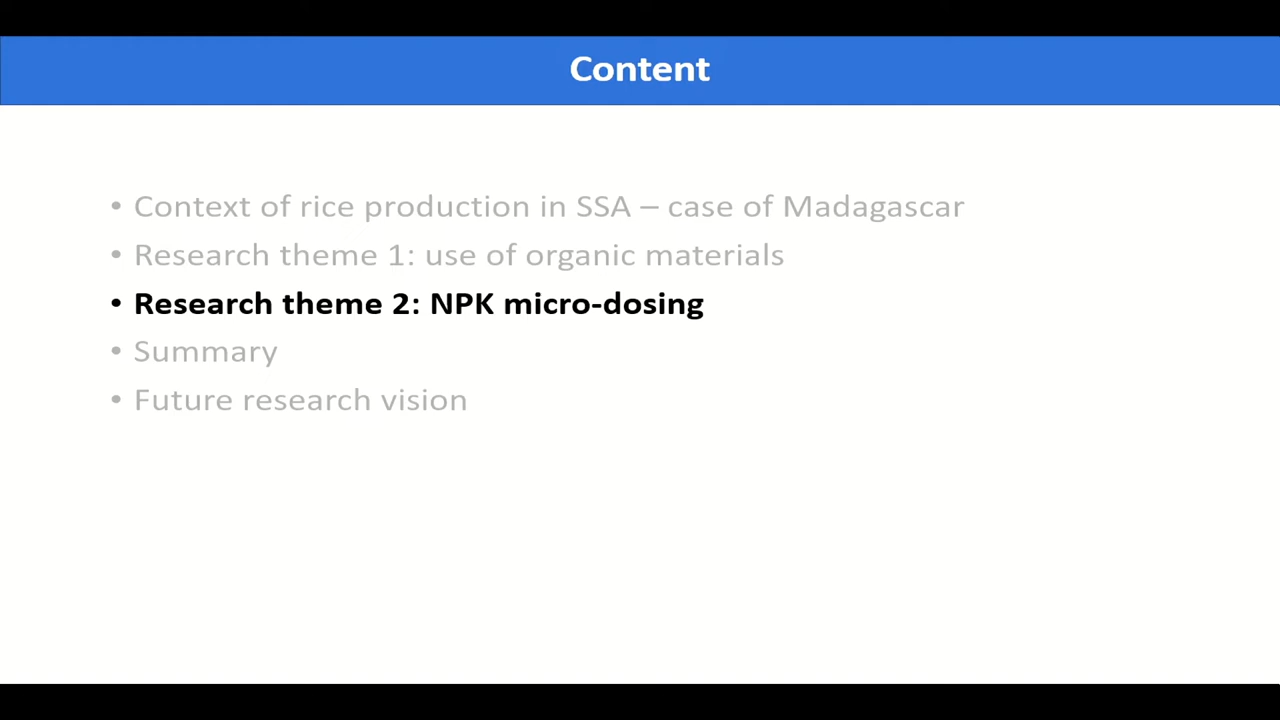 Content
• Context of rice production in SSA – case of Madagascar
• Research theme 1: use of organic materials
• Research theme 2: NPK micro-dosing
• Summary
• Future research vision